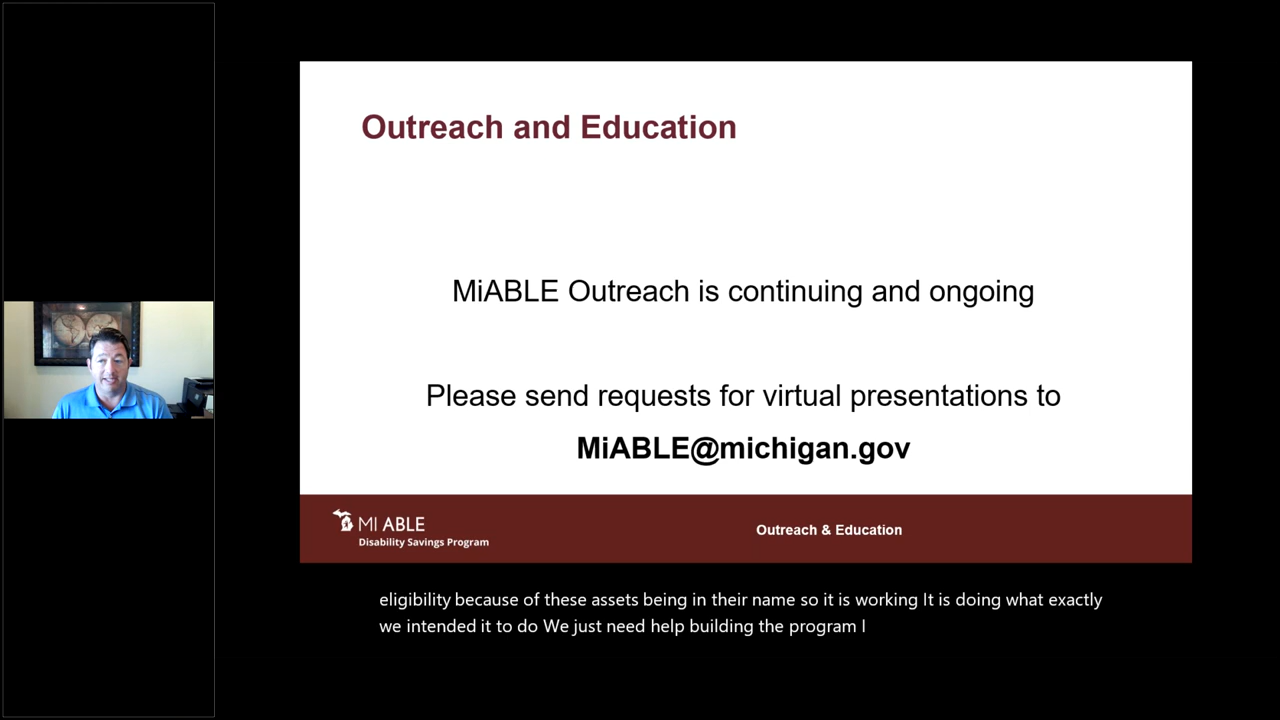 Outreach and Education
MiABLE Outreach is continuing and ongoing
Please send requests for virtual presentations to
MiABLE@michigan.gov
MI ABLE
Disability Savings Program
Outreach & Education
eligibility because of these assets being in their name so it is working It is doing what exactly
we intended it to do We just need help building the program I